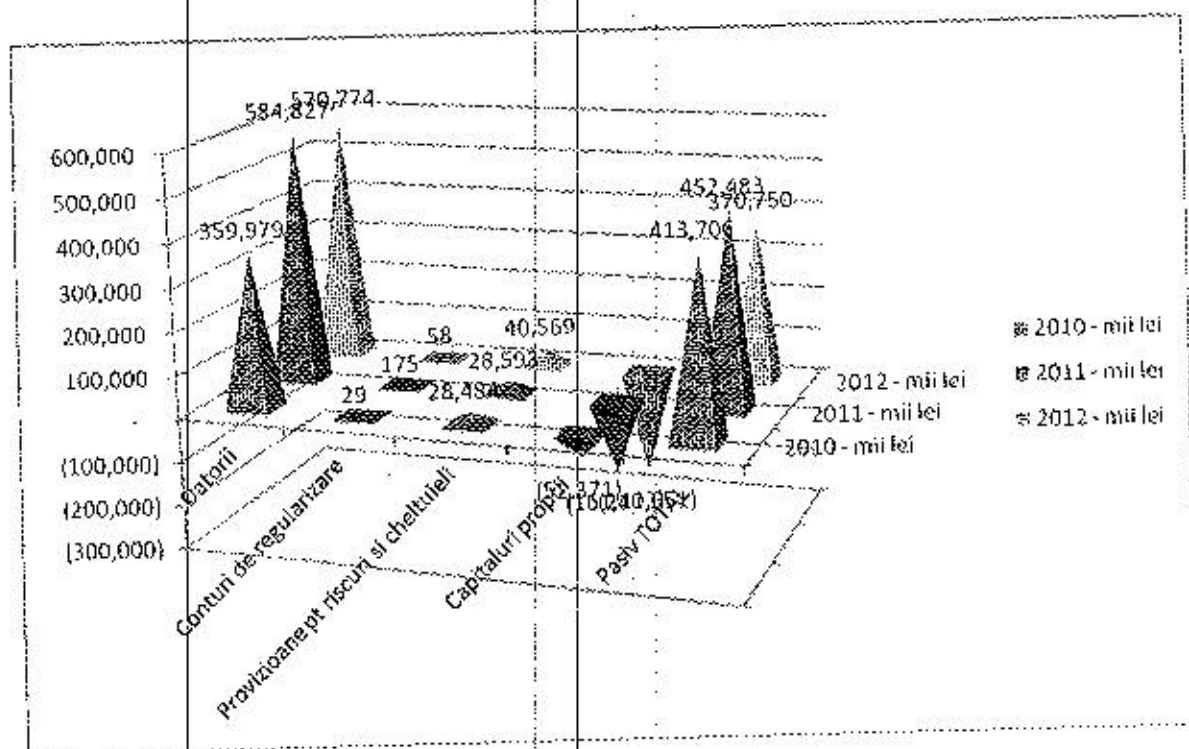 584,827
570,774
600,000
500,000
400,000
300,000
200,000
100,000
-
(100,000)
(200,000)
(300,000)
359,979
452,483
370,750
413,706
58
40,569
175
28,593
29
28,484
2012 - mii lei
2011 - mii lei
2010 - mii lei
Datorii
Conturi de regularizare
Provizioane pt riscuri si cheltuieli
Capitaluri proprii
Pasiv TOTAL
2010 - mii lei
2011 - mii lei
2012 - mii lei